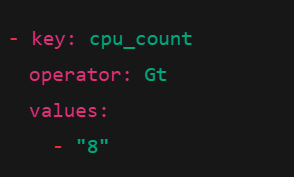 - key: cpu_count
  operator: Gt
  values:
    - "8"